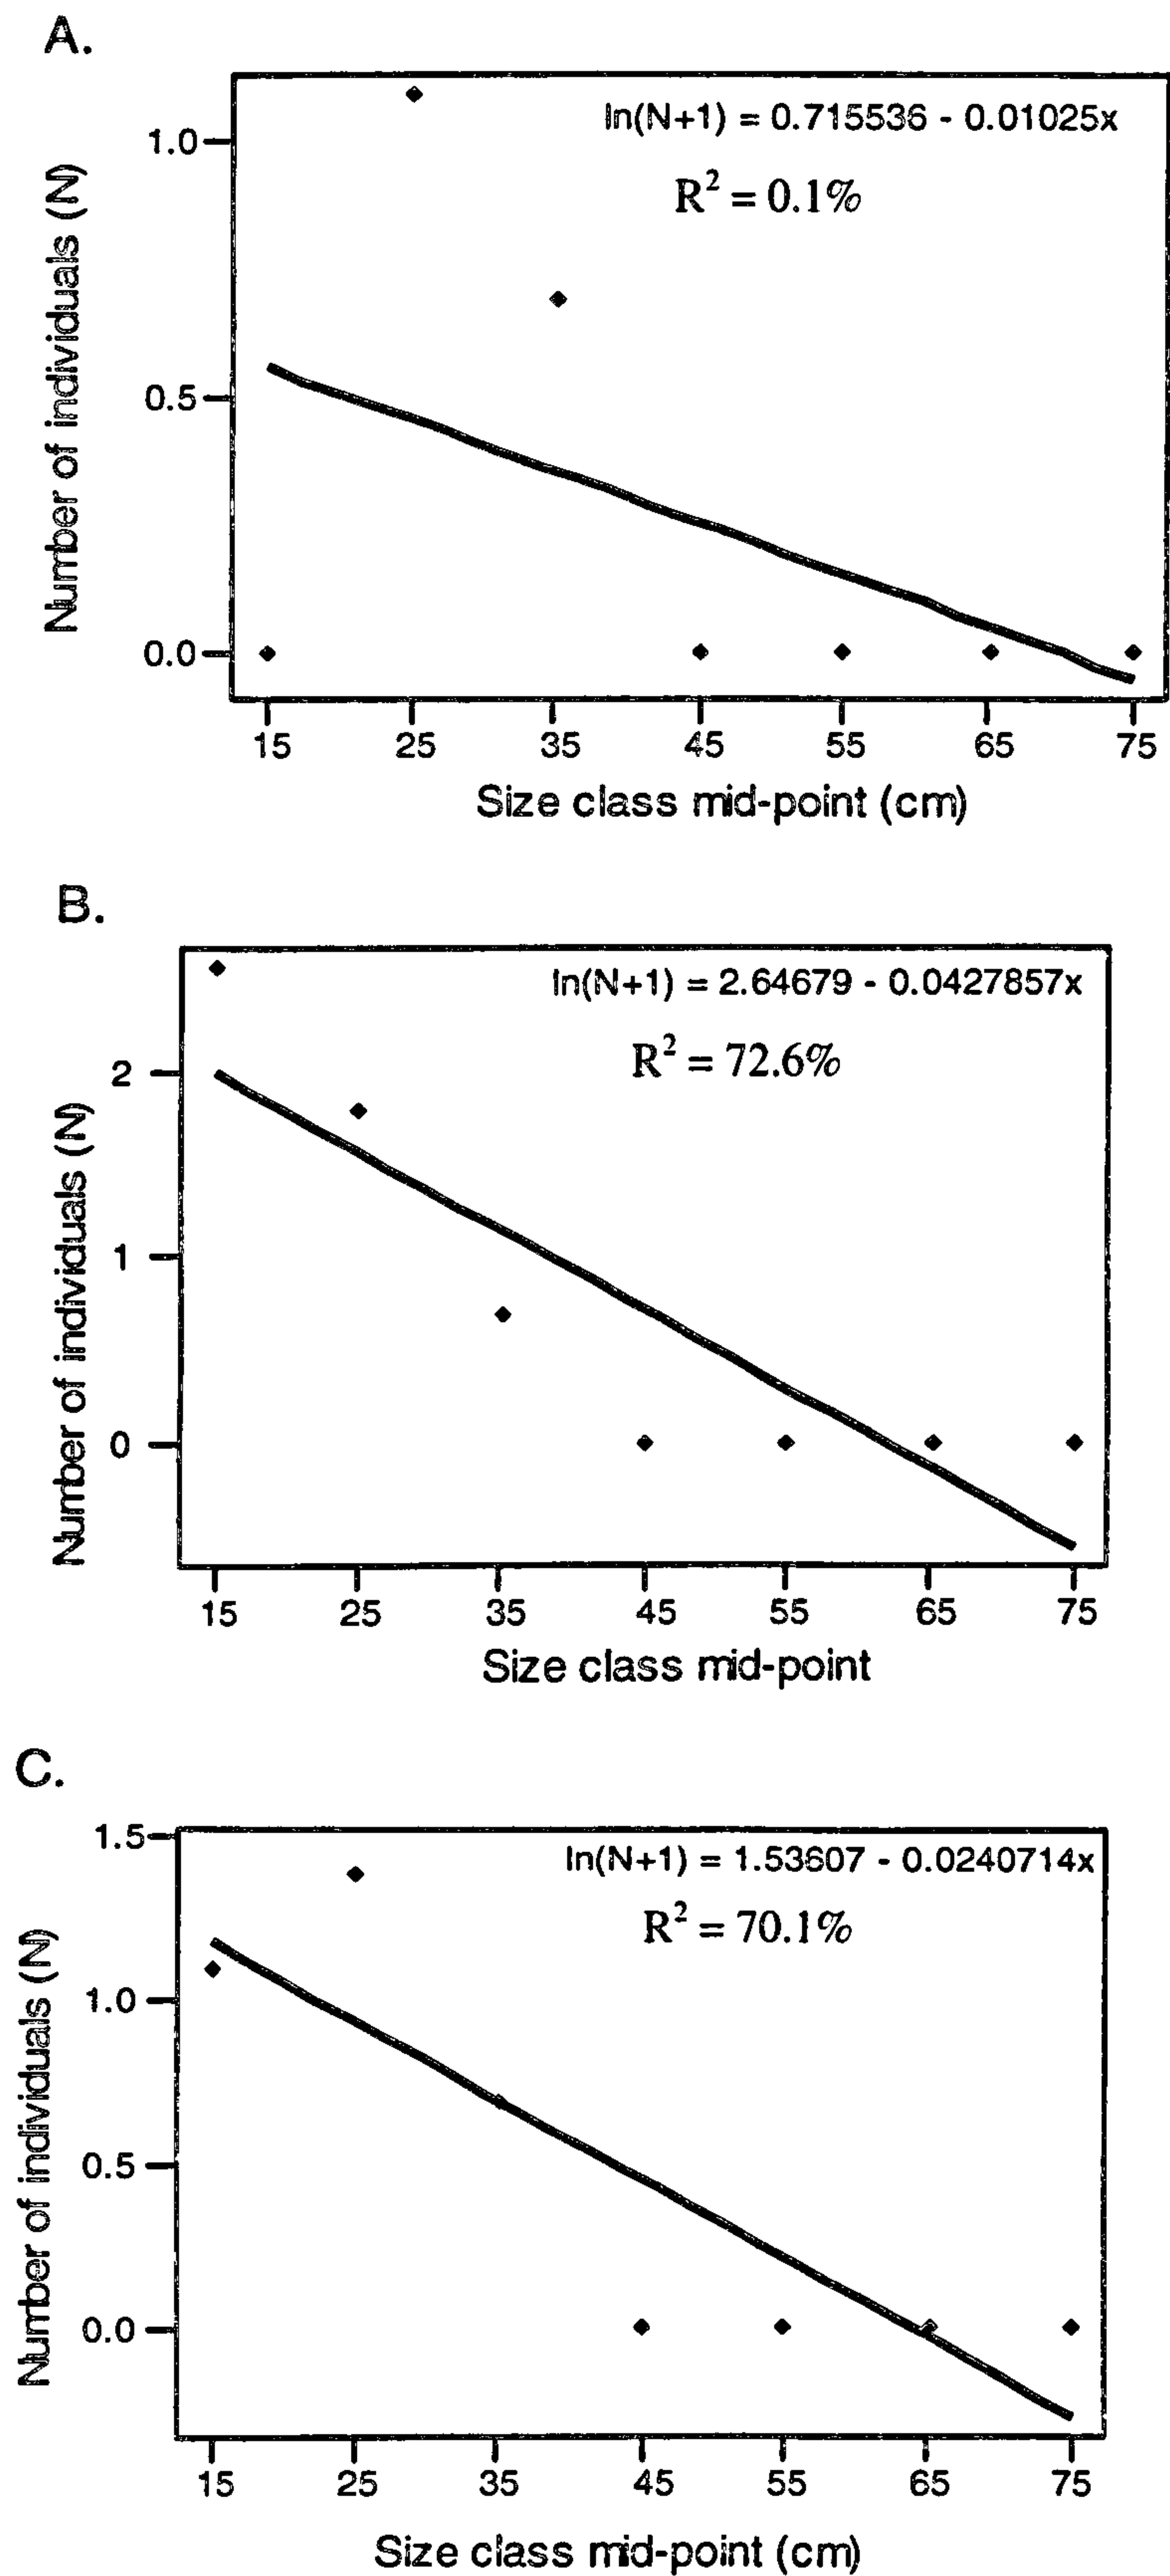 A.
ln(N+1) = 0.715536 - 0.01025x
R² = 0.1%
Number of individuals (N)
1.0
0.5
0.0
15 25 35 45 55 65 75
Size class mid-point (cm)
B.
ln(N+1) = 2.64679 - 0.0427857x
R² = 72.6%
Number of individuals (N)
2
1
0
15 25 35 45 55 65 75
Size class mid-point
C.
ln(N+1) = 1.53607 - 0.0240714x
R² = 70.1%
Number of individuals (N)
1.5
1.0
0.5
0.0
15 25 35 45 55 65 75
Size class mid-point (cm)